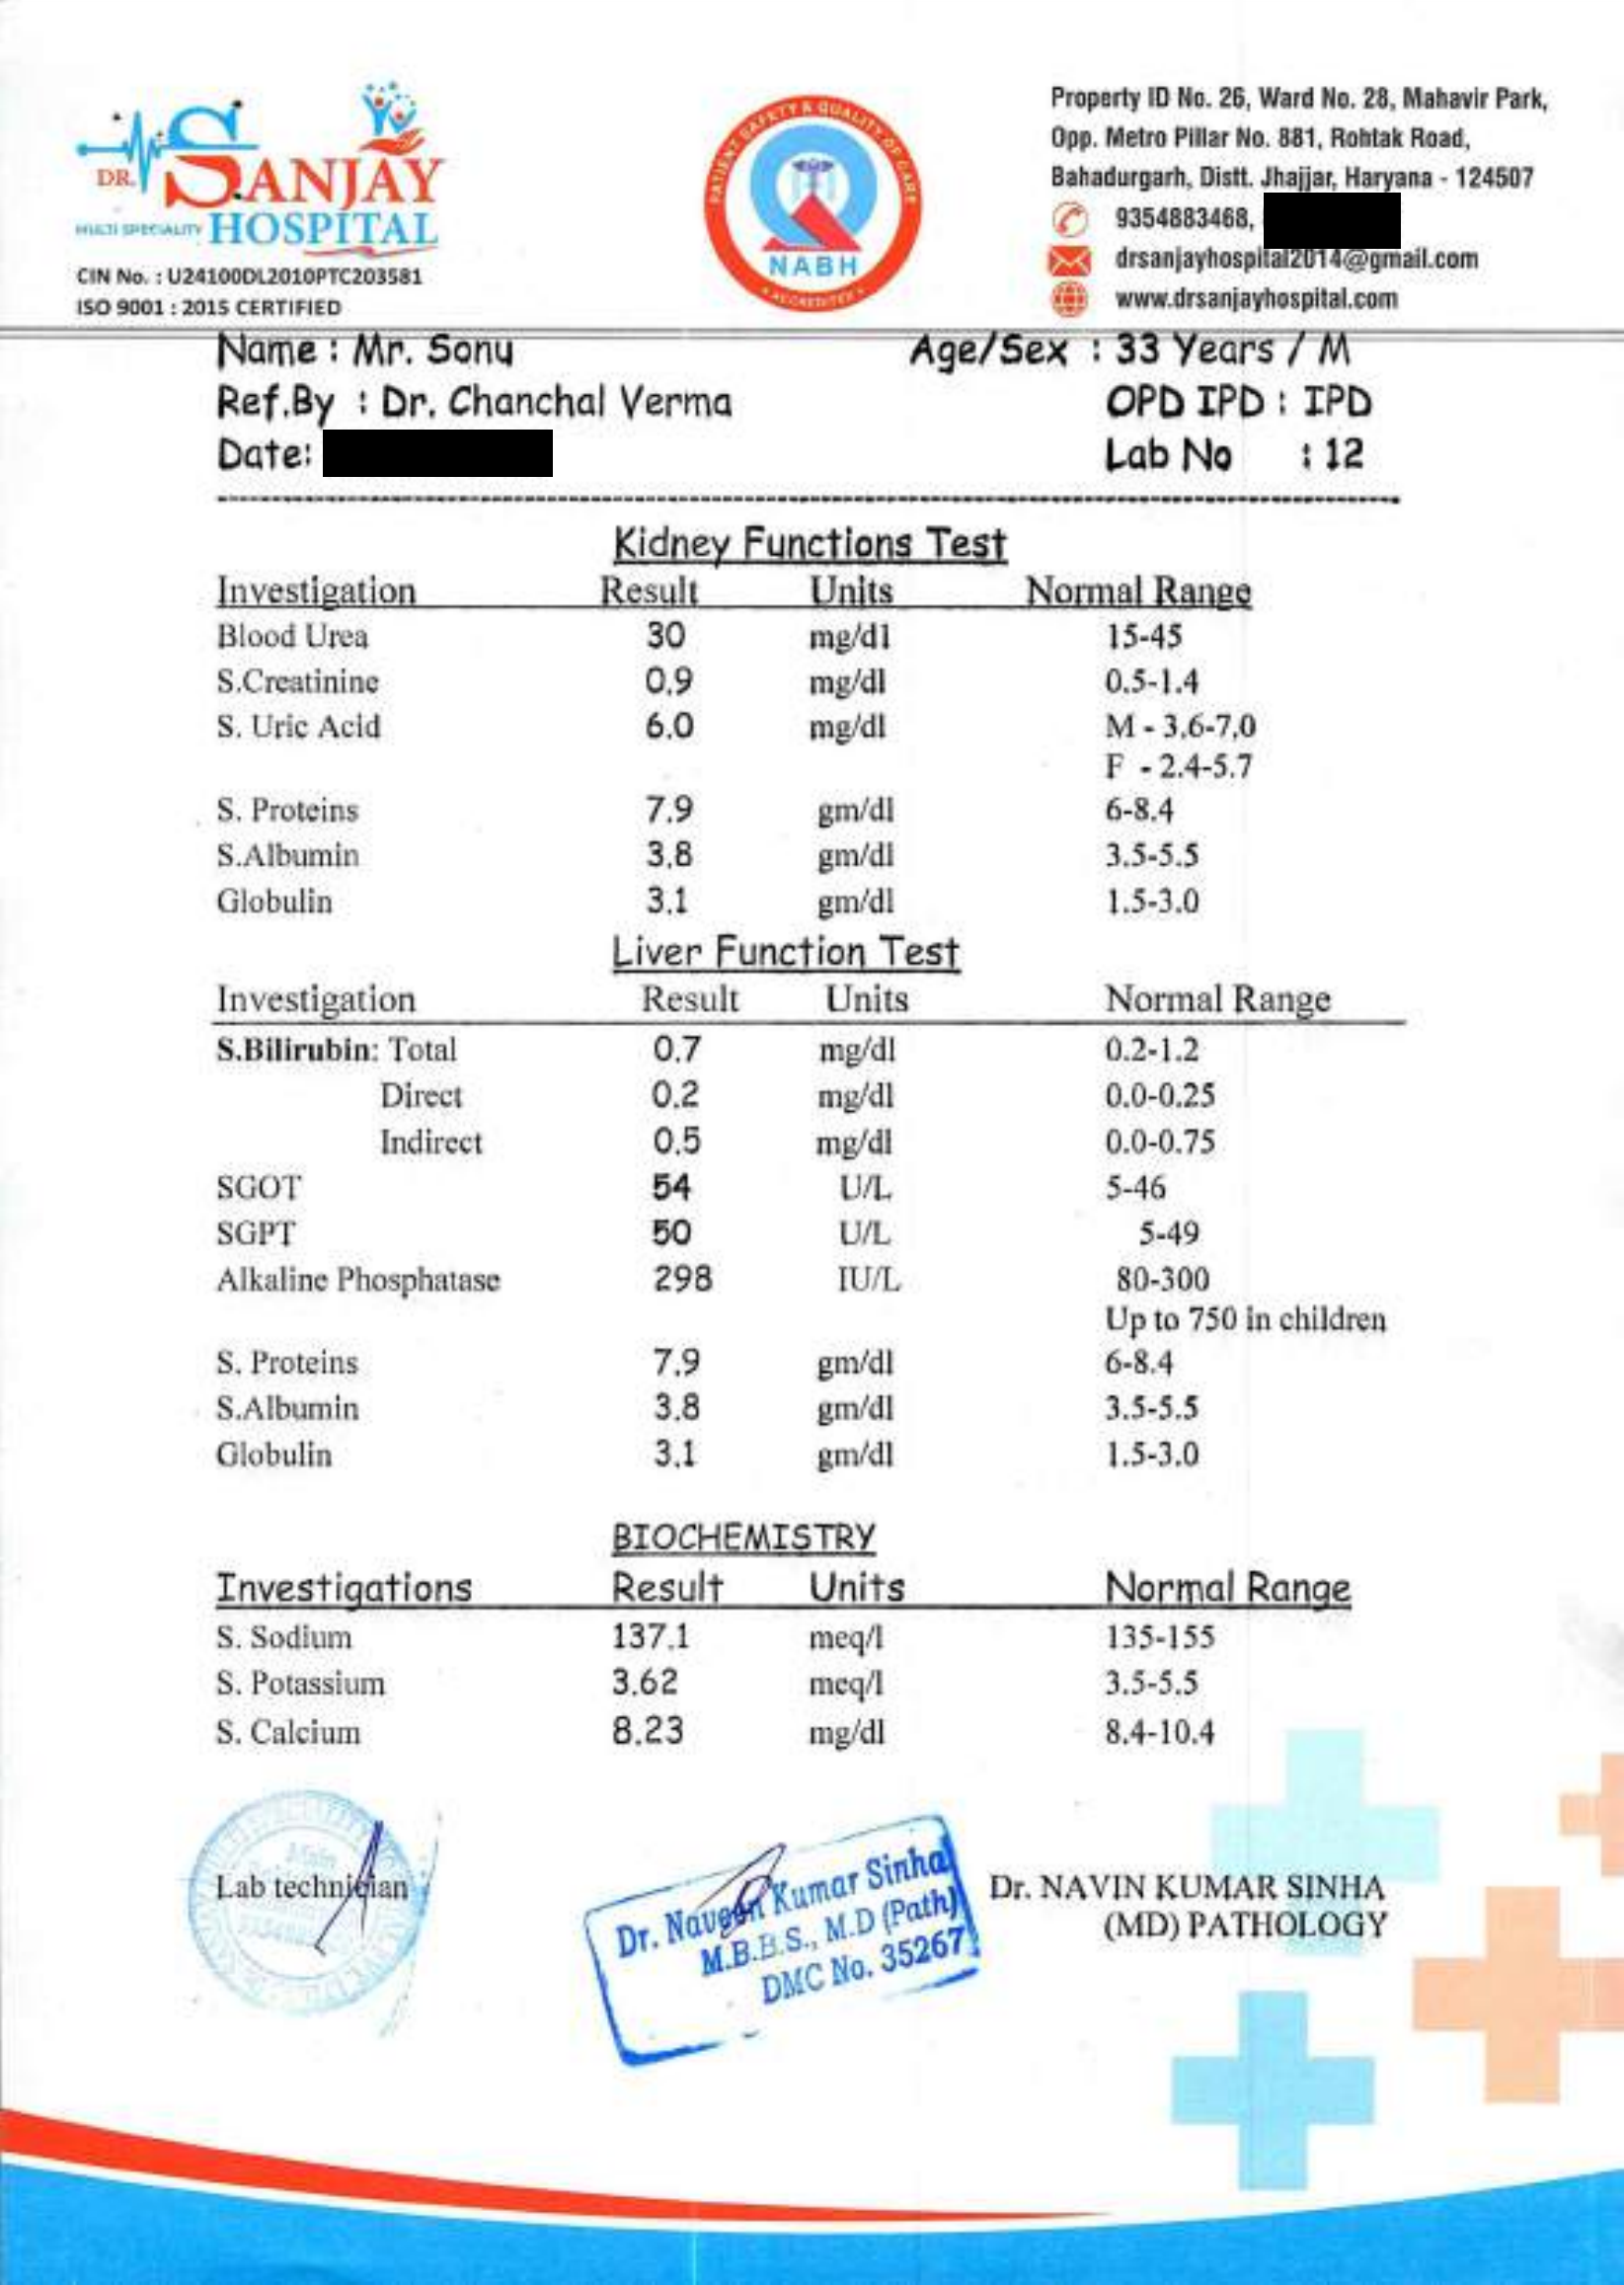 DR. SANJAY
MULTI SPECIALITY HOSPITAL
CIN No. : U24100DL2010PTC203581
ISO 9001 : 2015 CERTIFIED
PATIENT SAFETY & QUALITY OF CARE
NABH
• ACCREDITED •
Property ID No. 26, Ward No. 28, Mahavir Park,
Opp. Metro Pillar No. 881, Rohtak Road,
Bahadurgarh, Distt. Jhajjar, Haryana - 124507
9354883468,
drsanjayhospital2014@gmail.com
www.drsanjayhospital.com
Name : Mr. Sonu Age/Sex : 33 Years / M
Ref.By : Dr. Chanchal Verma OPD IPD : IPD
Date: Lab No : 12
Kidney Functions Test
Investigation Result Units Normal Range
Blood Urea 30 mg/dl 15-45
S.Creatinine 0.9 mg/dl 0.5-1.4
S. Uric Acid 6.0 mg/dl M - 3.6-7.0
F - 2.4-5.7
S. Proteins 7.9 gm/dl 6-8.4
S.Albumin 3.8 gm/dl 3.5-5.5
Globulin 3.1 gm/dl 1.5-3.0
Liver Function Test
Investigation Result Units Normal Range
S.Bilirubin: Total 0.7 mg/dl 0.2-1.2
Direct 0.2 mg/dl 0.0-0.25
Indirect 0.5 mg/dl 0.0-0.75
SGOT 54 U/L 5-46
SGPT 50 U/L 5-49
Alkaline Phosphatase 298 IU/L 80-300
Up to 750 in children
S. Proteins 7.9 gm/dl 6-8.4
S.Albumin 3.8 gm/dl 3.5-5.5
Globulin 3.1 gm/dl 1.5-3.0
BIOCHEMISTRY
Investigations Result Units Normal Range
S. Sodium 137.1 meq/l 135-155
S. Potassium 3.62 meq/l 3.5-5.5
S. Calcium 8.23 mg/dl 8.4-10.4
Lab technician
Dr. Naveen Kumar Sinha
M.B.B.S., M.D (Path)
DMC No. 35267
Dr. NAVIN KUMAR SINHA
(MD) PATHOLOGY